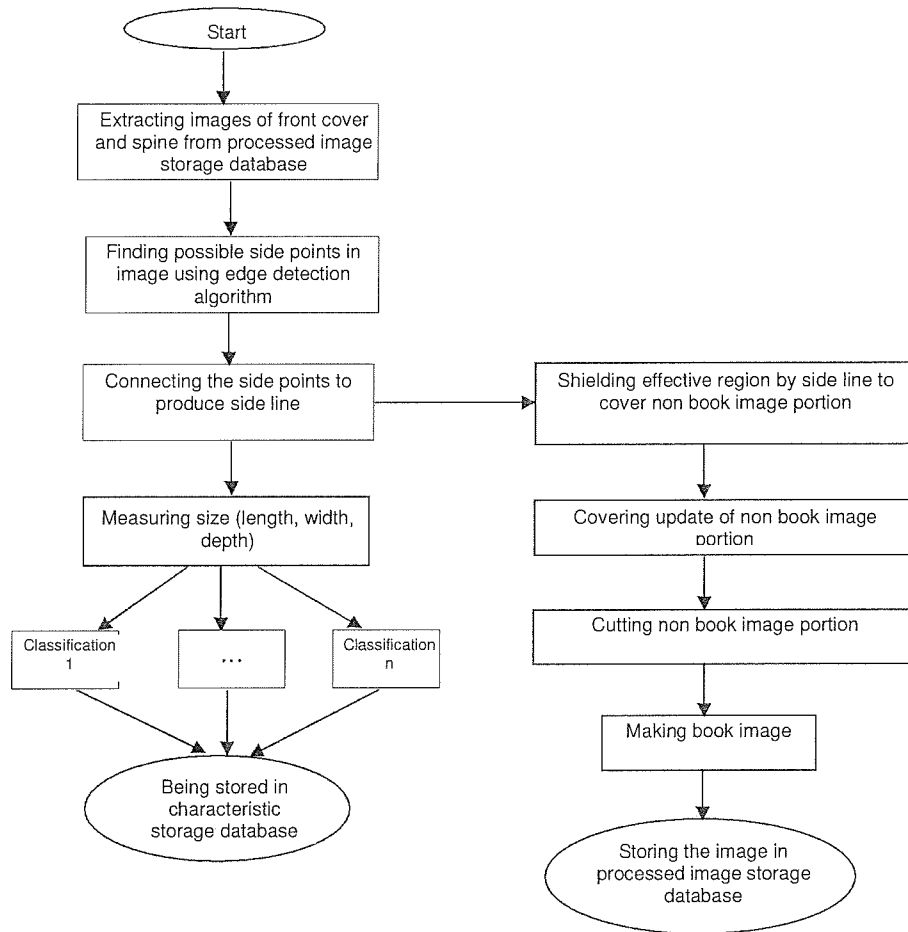 Start
Extracting images of front cover
and spine from processed image
storage database
Finding possible side points in
image using edge detection
algorithm
Connecting the side points to
produce side line
Measuring size (length, width,
depth)
Classification
1
...
Classification
n
Being stored in
characteristic
storage database
Shielding effective region by side line to
cover non book image portion
Covering update of non book image
portion
Cutting non book image portion
Making book image
Storing the image in
processed image storage
database